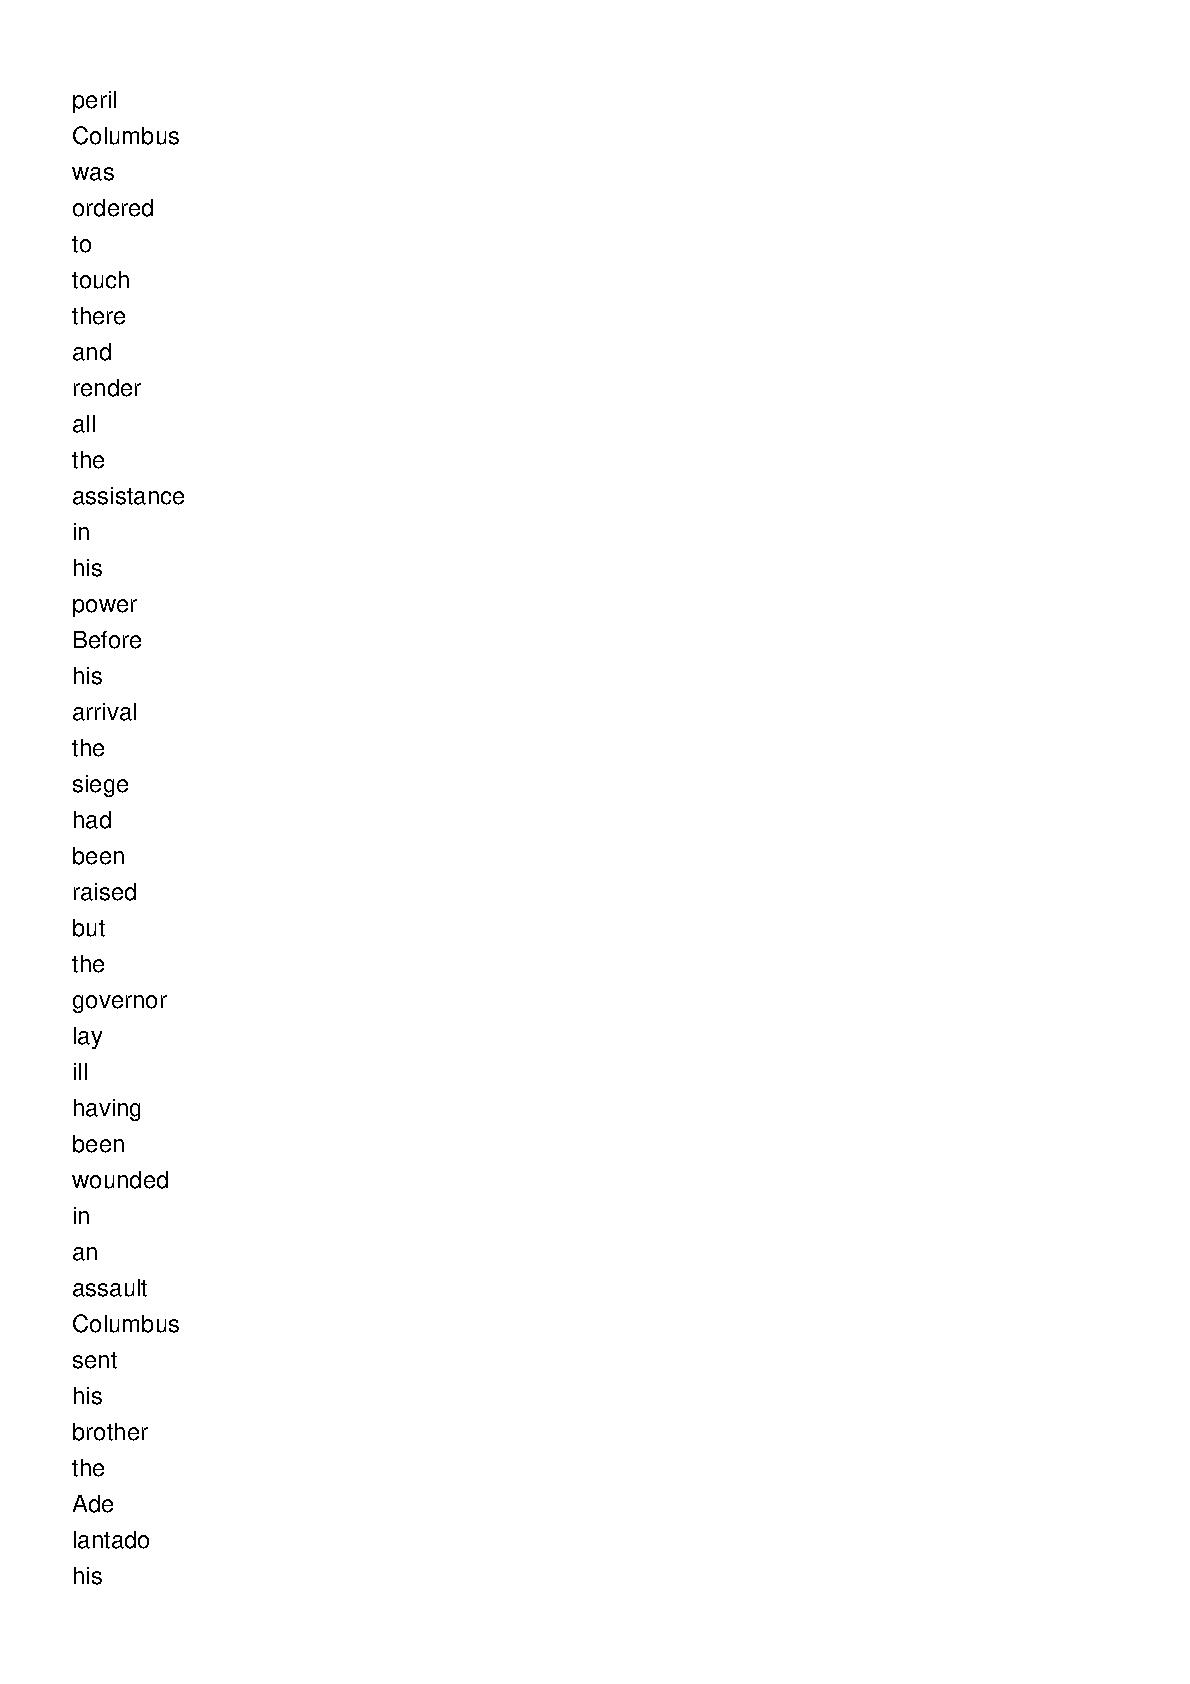 peril
Columbus
was
ordered
to
touch
there
and
render
all
the
assistance
in
his
power
Before
his
arrival
the
siege
had
been
raised
but
the
governor
lay
ill
having
been
wounded
in
an
assault
Columbus
sent
his
brother
the
Ade
lantado
his